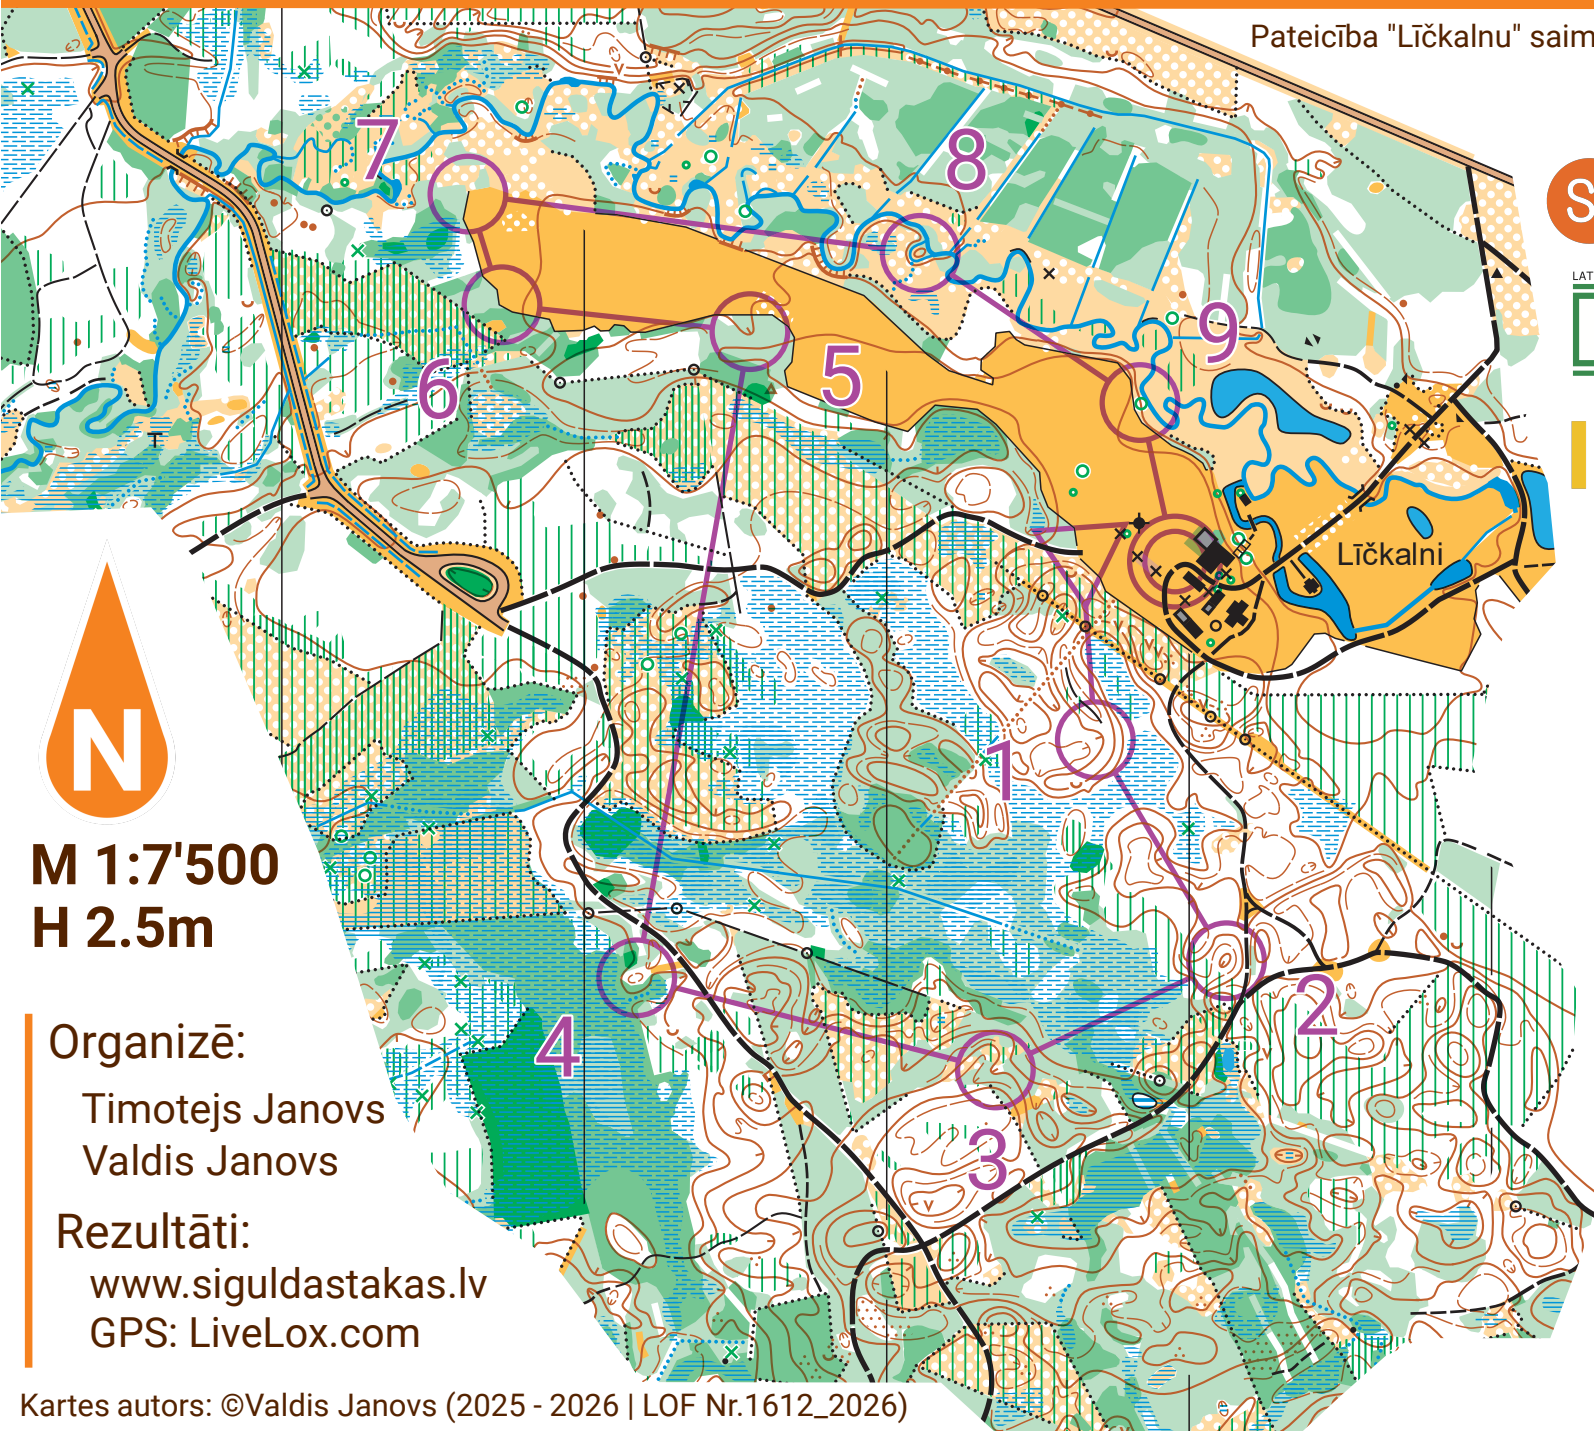 Pateicība "Līčkalnu" saim
S
LAT
7
8
9
5
6
Līčkalni
1
N
M 1:7'500
H 2.5m
2
4
3
Organizē:
Timotejs Janovs
Valdis Janovs
Rezultāti:
www.siguldastakas.lv
GPS: LiveLox.com
Kartes autors: ©Valdis Janovs (2025 - 2026 | LOF Nr.1612_2026)